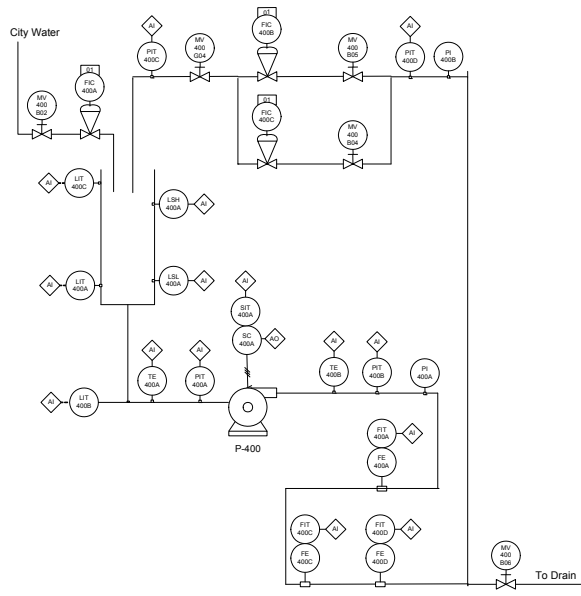 City Water
01
FIC
400A
MV
400
B02
AI
PIT
400C
MV
400
G04
01
FIC
400B
MV
400
B05
AI
PIT
400D
PI
400B
01
FIC
400C
MV
400
B04
AI
LIT
400C
LSH
400A
AI
AI
LIT
400A
LSL
400A
AI
AI
SIT
400A
SC
400A
AO
AI
TE
400A
AI
PIT
400A
AI
LIT
400B
P-400
AI
TE
400B
AI
PIT
400B
PI
400A
FIT
400A
AI
FE
400A
FIT
400C
AI
FE
400C
FIT
400D
AI
FE
400D
MV
400
B06
To Drain